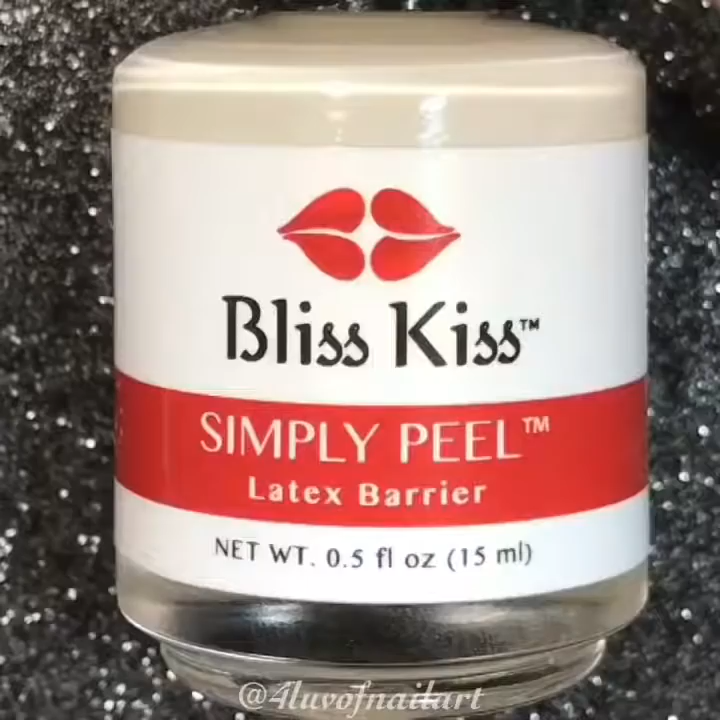 Bliss Kiss™
SIMPLY PEEL™
Latex Barrier
NET WT. 0.5 fl oz (15 ml)
@4luvofnailart